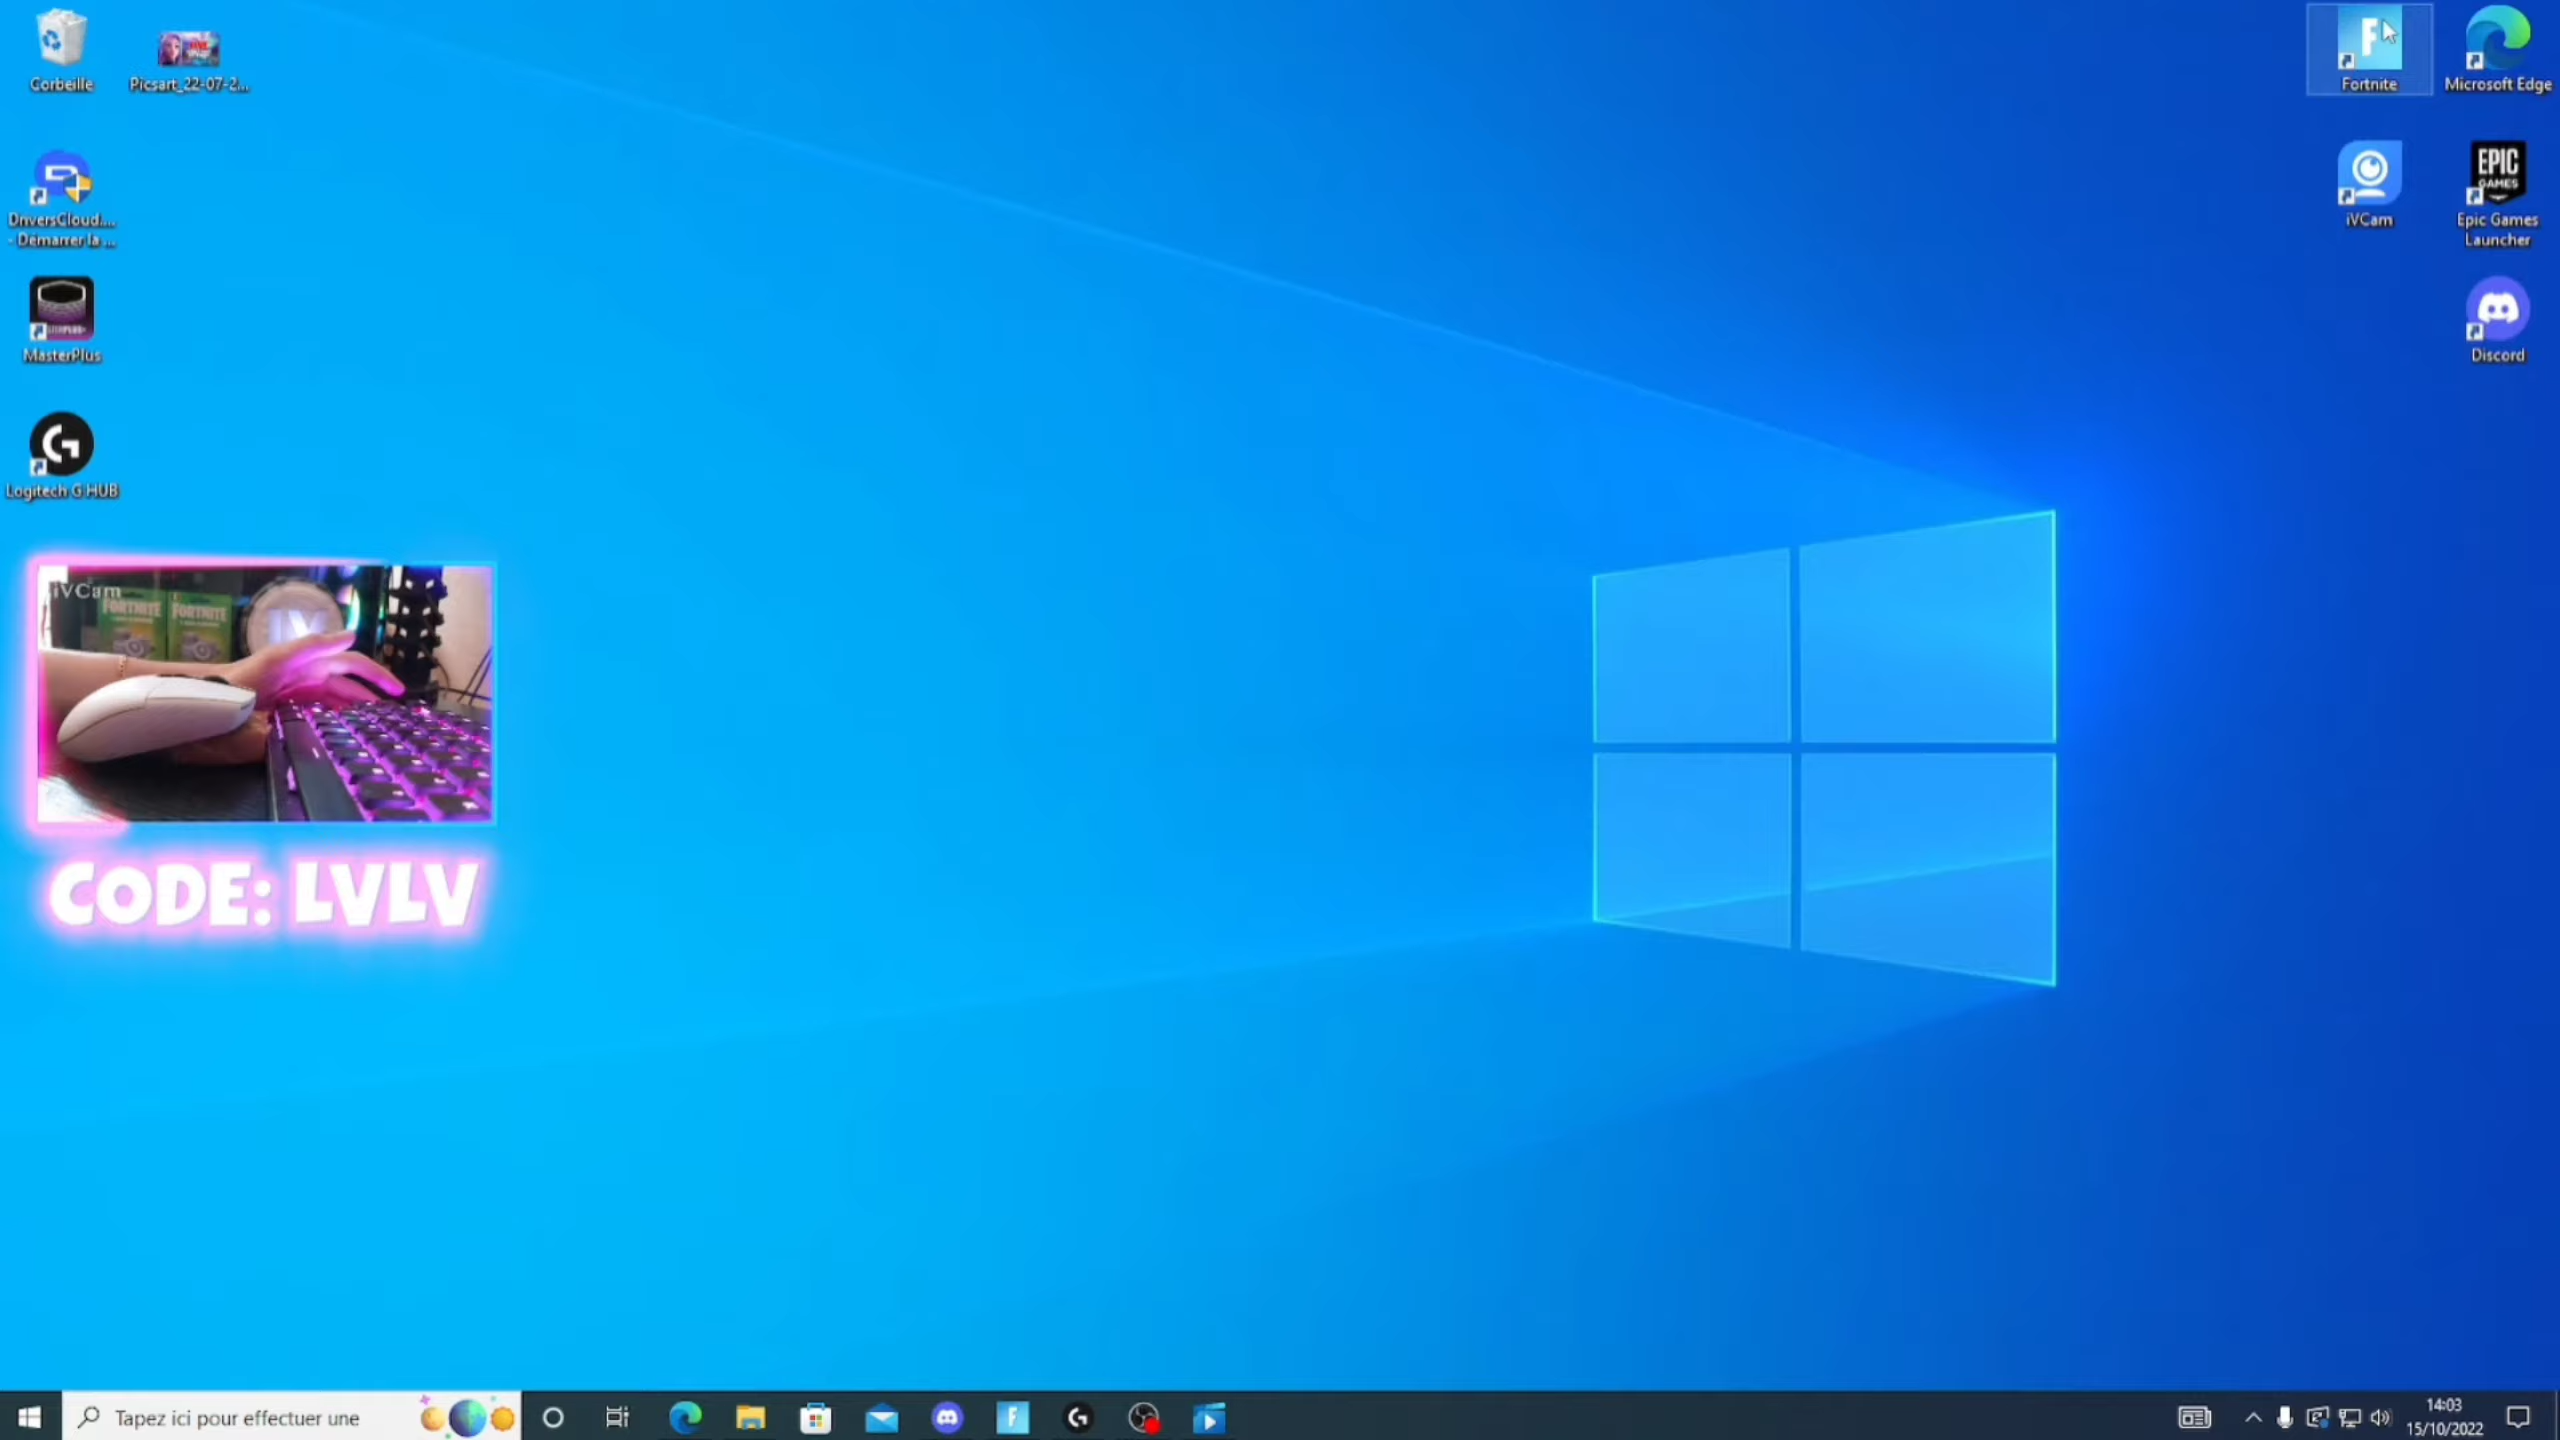 Corbeille
Picsart_22-07-2...
Fortnite
Microsoft Edge
DriversCloud....
- Démarrer la ...
iVCam
EPIC
GAMES
Epic Games
Launcher
MasterPlus
Discord
Logitech G HUB
iVCam
FORTNITE
FORTNITE
CODE: LVLV
Tapez ici pour effectuer une
14:03
15/10/2022